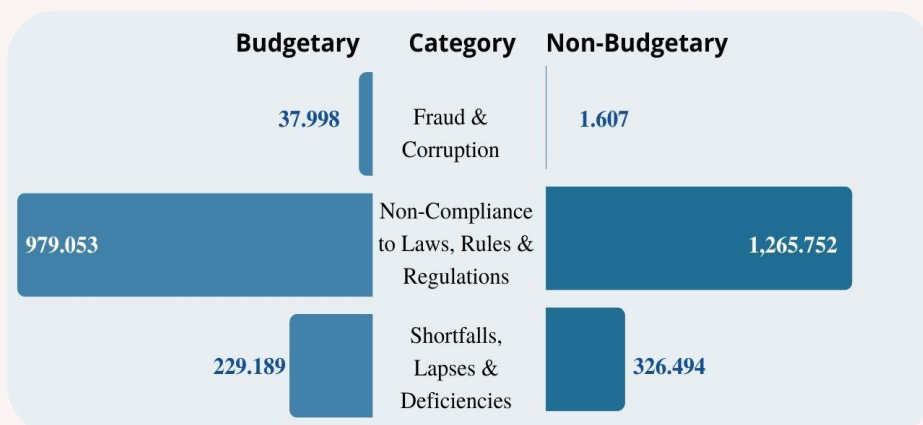 Budgetary Category Non-Budgetary
37.998 Fraud & 1.607
Corruption
Non-Compliance
979.053 to Laws, Rules & 1,265.752
Regulations
Shortfalls,
229.189 Lapses & 326.494
Deficiencies